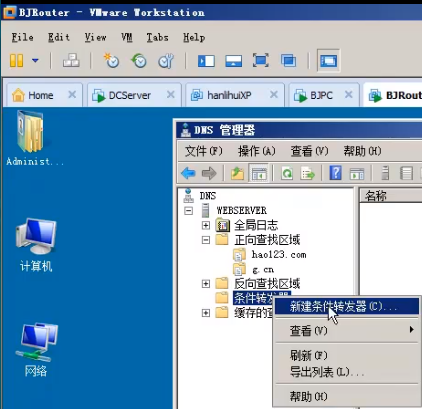 BJRouter - VMware Workstation
File Edit View VM Tabs Help
Home DCServer hanlihuiXP BJPC BJRout
Administ...
DNS 管理器
文件(F) 操作(A) 查看(V) 帮助(H)
DNS
名称
WEBSERVER
全局日志
正向查找区域
hao123.com
g.cn
计算机
反向查找区域
条件转发器
新建条件转发器(C)...
缓存的
查看(V)
刷新(F)
导出列表(L)...
网络
帮助(H)